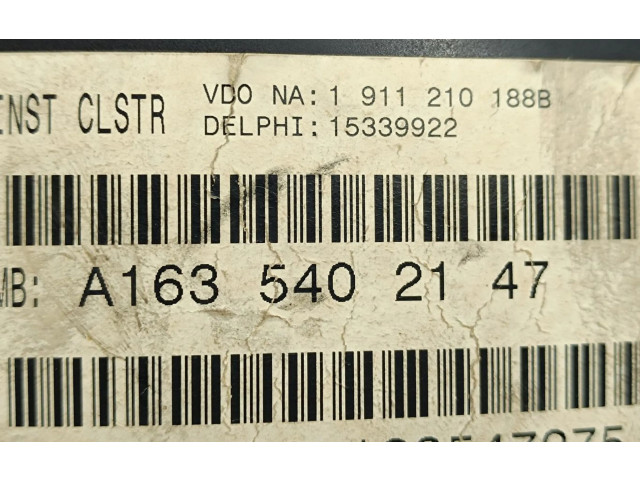 INST CLSTR
VDO NA: 1 911 210 188B
DELPHI: 15339922
MB: A163 540 21 47